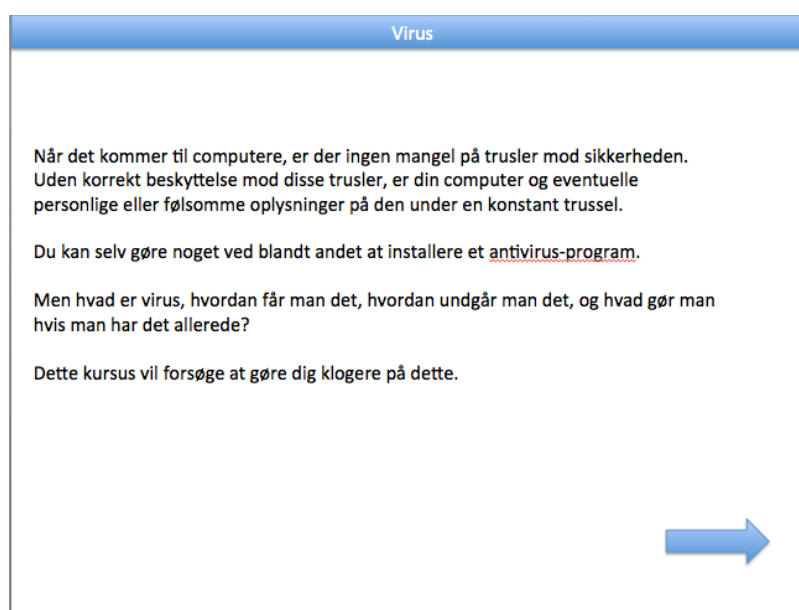 Virus
Når det kommer til computere, er der ingen mangel på trusler mod sikkerheden.
Uden korrekt beskyttelse mod disse trusler, er din computer og eventuelle
personlige eller følsomme oplysninger på den under en konstant trussel.
Du kan selv gøre noget ved blandt andet at installere et antivirus-program.
Men hvad er virus, hvordan får man det, hvordan undgår man det, og hvad gør man
hvis man har det allerede?
Dette kursus vil forsøge at gøre dig klogere på dette.